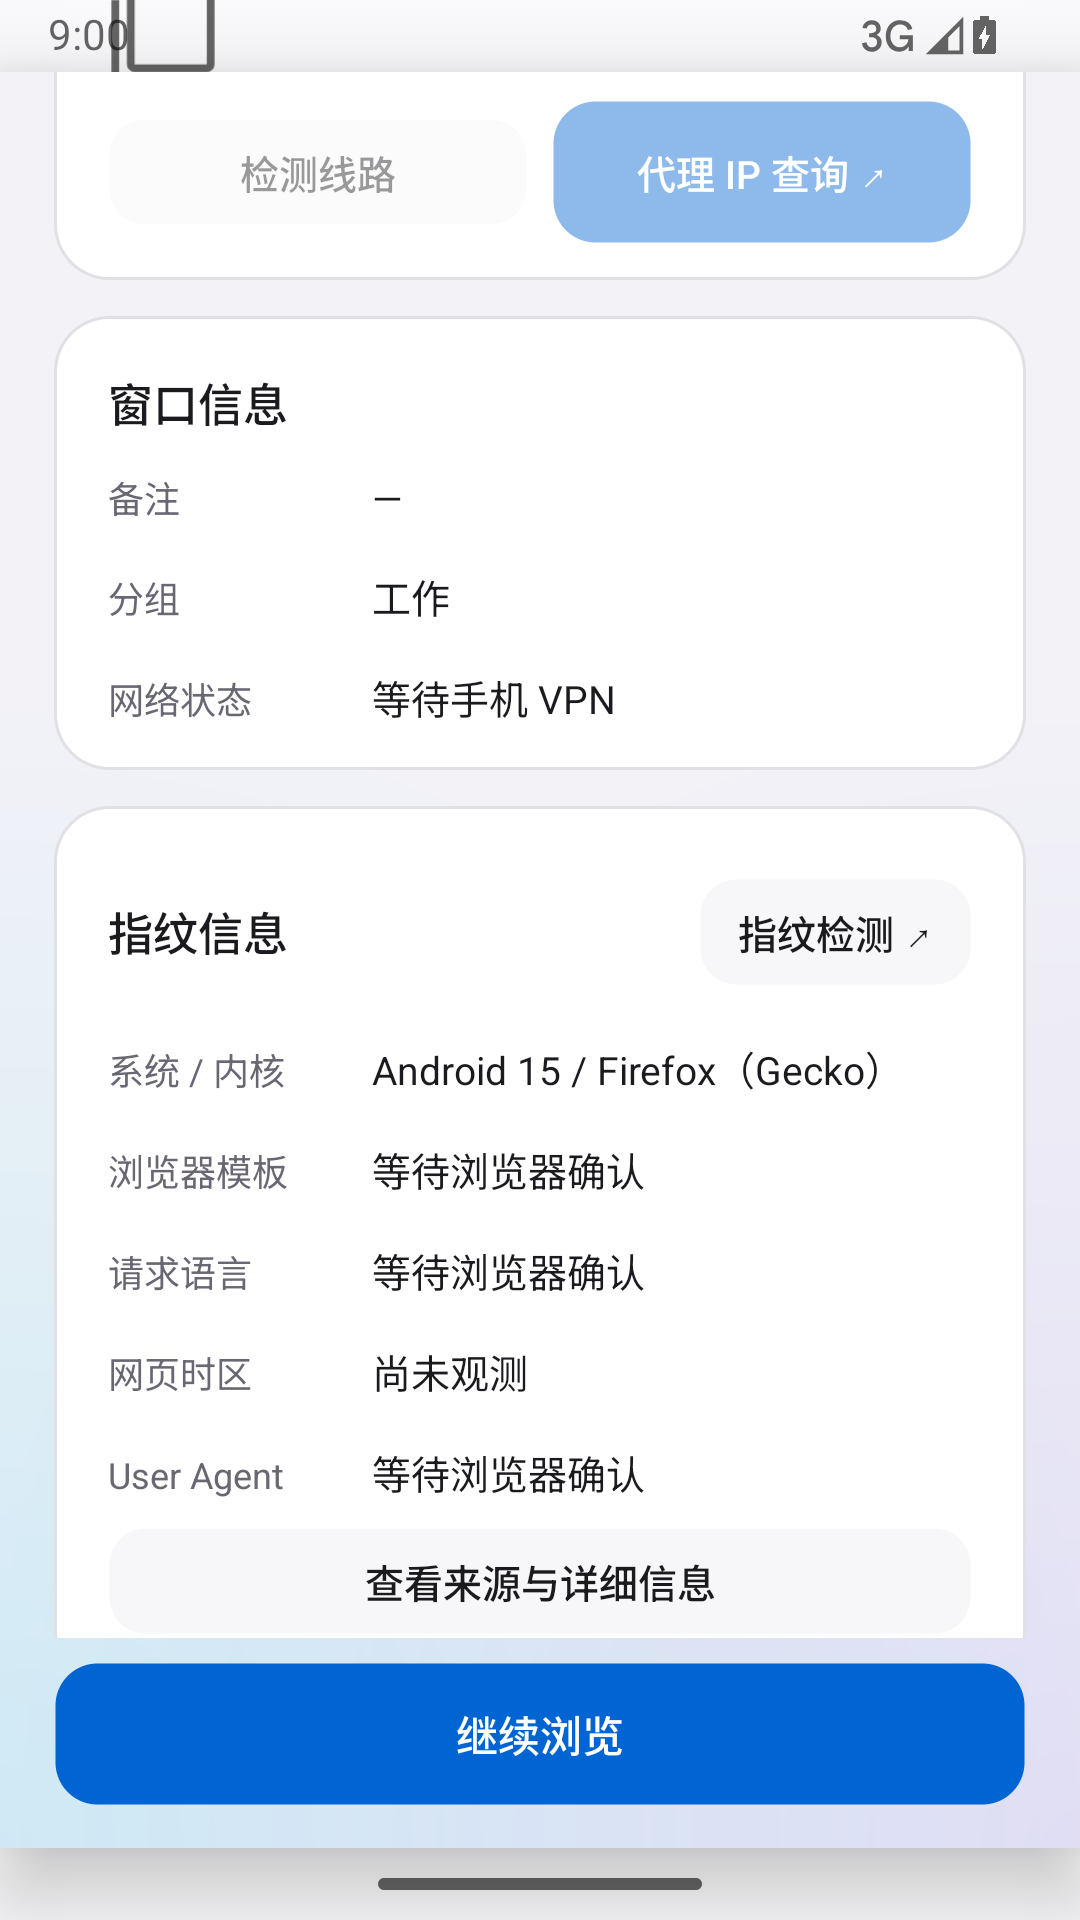 9:00
3G
检测线路
代理 IP 查询 ↗
窗口信息
备注 —
分组 工作
网络状态 等待手机 VPN
指纹信息
指纹检测 ↗
系统 / 内核 Android 15 / Firefox（Gecko）
浏览器模板 等待浏览器确认
请求语言 等待浏览器确认
网页时区 尚未观测
User Agent 等待浏览器确认
查看来源与详细信息
继续浏览